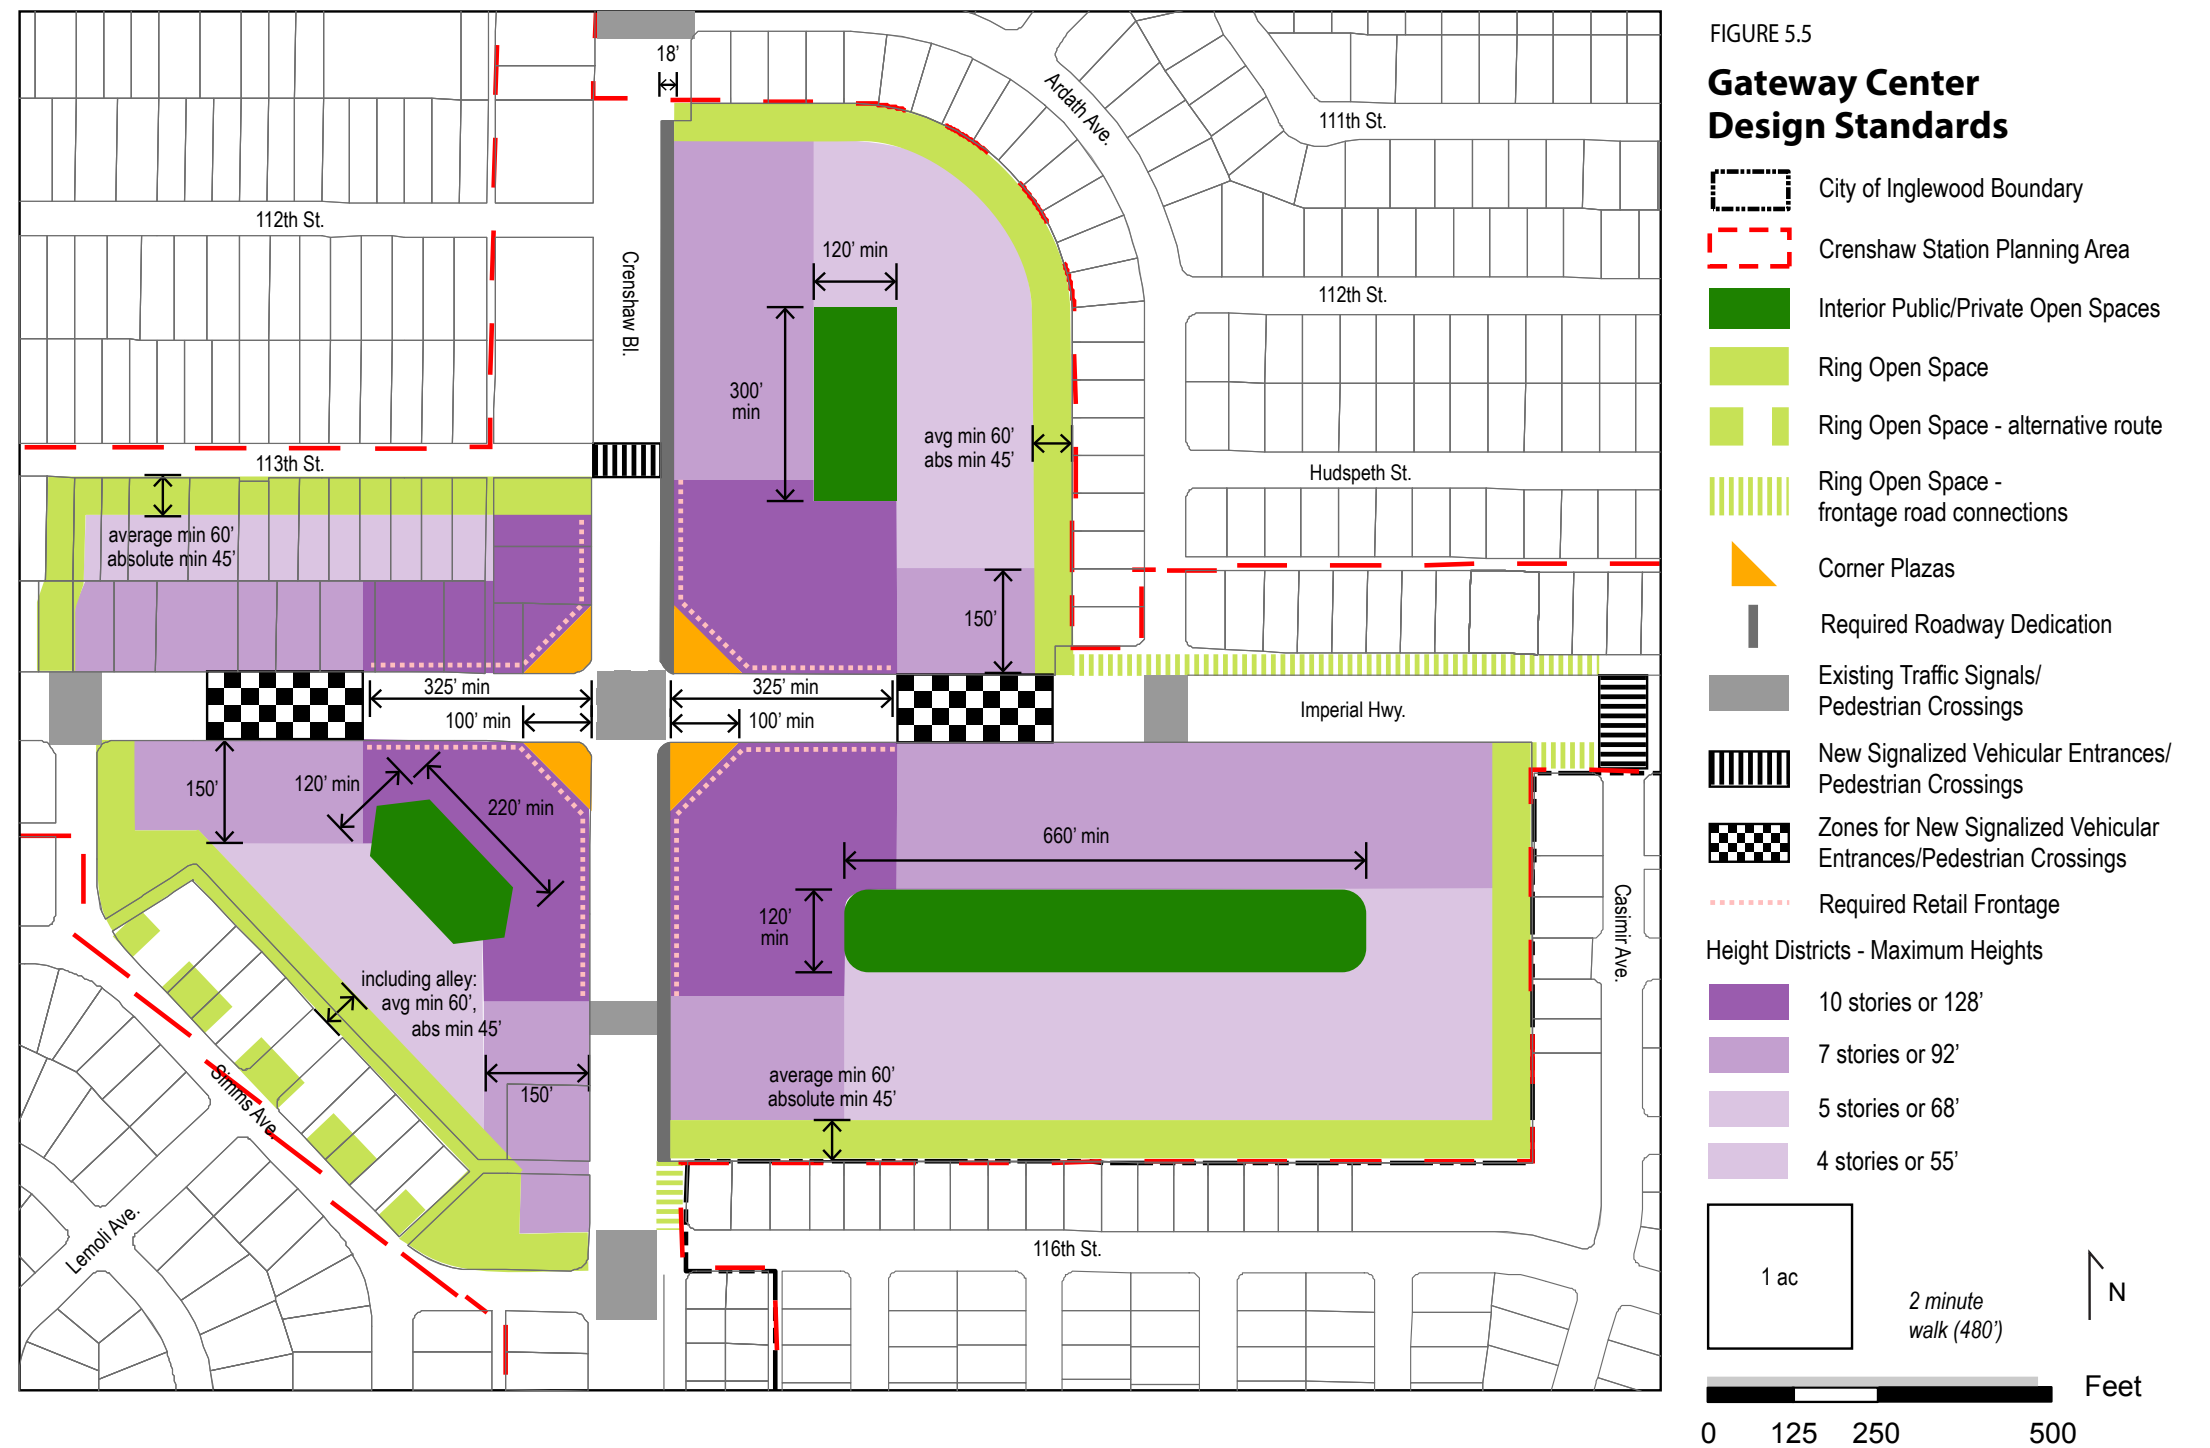 FIGURE 5.5
Gateway Center
Design Standards
City of Inglewood Boundary
Crenshaw Station Planning Area
Interior Public/Private Open Spaces
Ring Open Space
Ring Open Space - alternative route
Ring Open Space -
frontage road connections
Corner Plazas
Required Roadway Dedication
Existing Traffic Signals/
Pedestrian Crossings
New Signalized Vehicular Entrances/
Pedestrian Crossings
Zones for New Signalized Vehicular
Entrances/Pedestrian Crossings
Required Retail Frontage
Height Districts - Maximum Heights
10 stories or 128’
7 stories or 92’
5 stories or 68’
4 stories or 55’
1 ac
2 minute
walk (480’)
N
Feet
0 125 250 500
18’
Ardath Ave.
111th St.
112th St.
Crenshaw Bl.
120’ min
112th St.
300’
min
avg min 60’
abs min 45’
113th St.
Hudspeth St.
average min 60’
absolute min 45’
150’
325’ min
325’ min
100’ min
100’ min
Imperial Hwy.
150’
120’ min
220’ min
660’ min
120’
min
Casimir Ave.
including alley:
avg min 60’,
abs min 45’
150’
average min 60’
absolute min 45’
Simms Ave.
Lemoli Ave.
116th St.